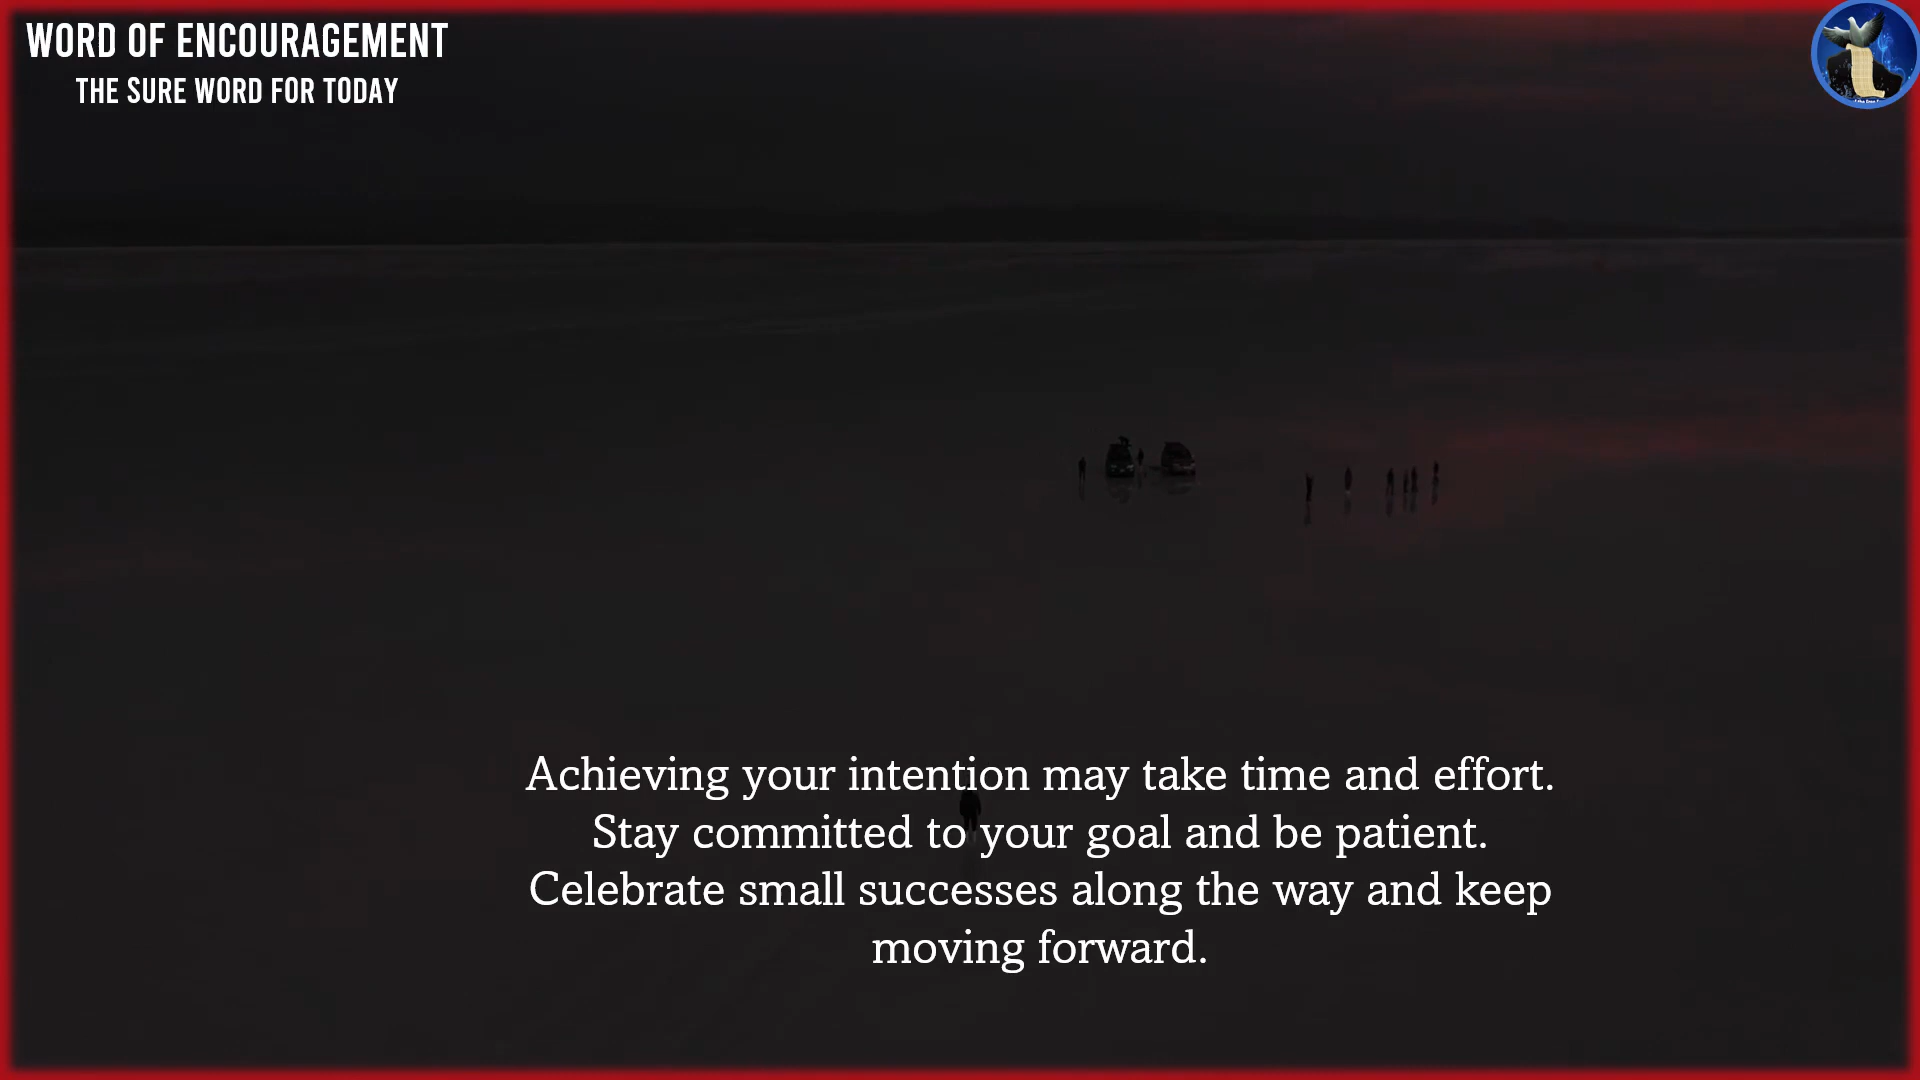 WORD OF ENCOURAGEMENT
THE SURE WORD FOR TODAY
Achieving your intention may take time and effort.
Stay committed to your goal and be patient.
Celebrate small successes along the way and keep
moving forward.